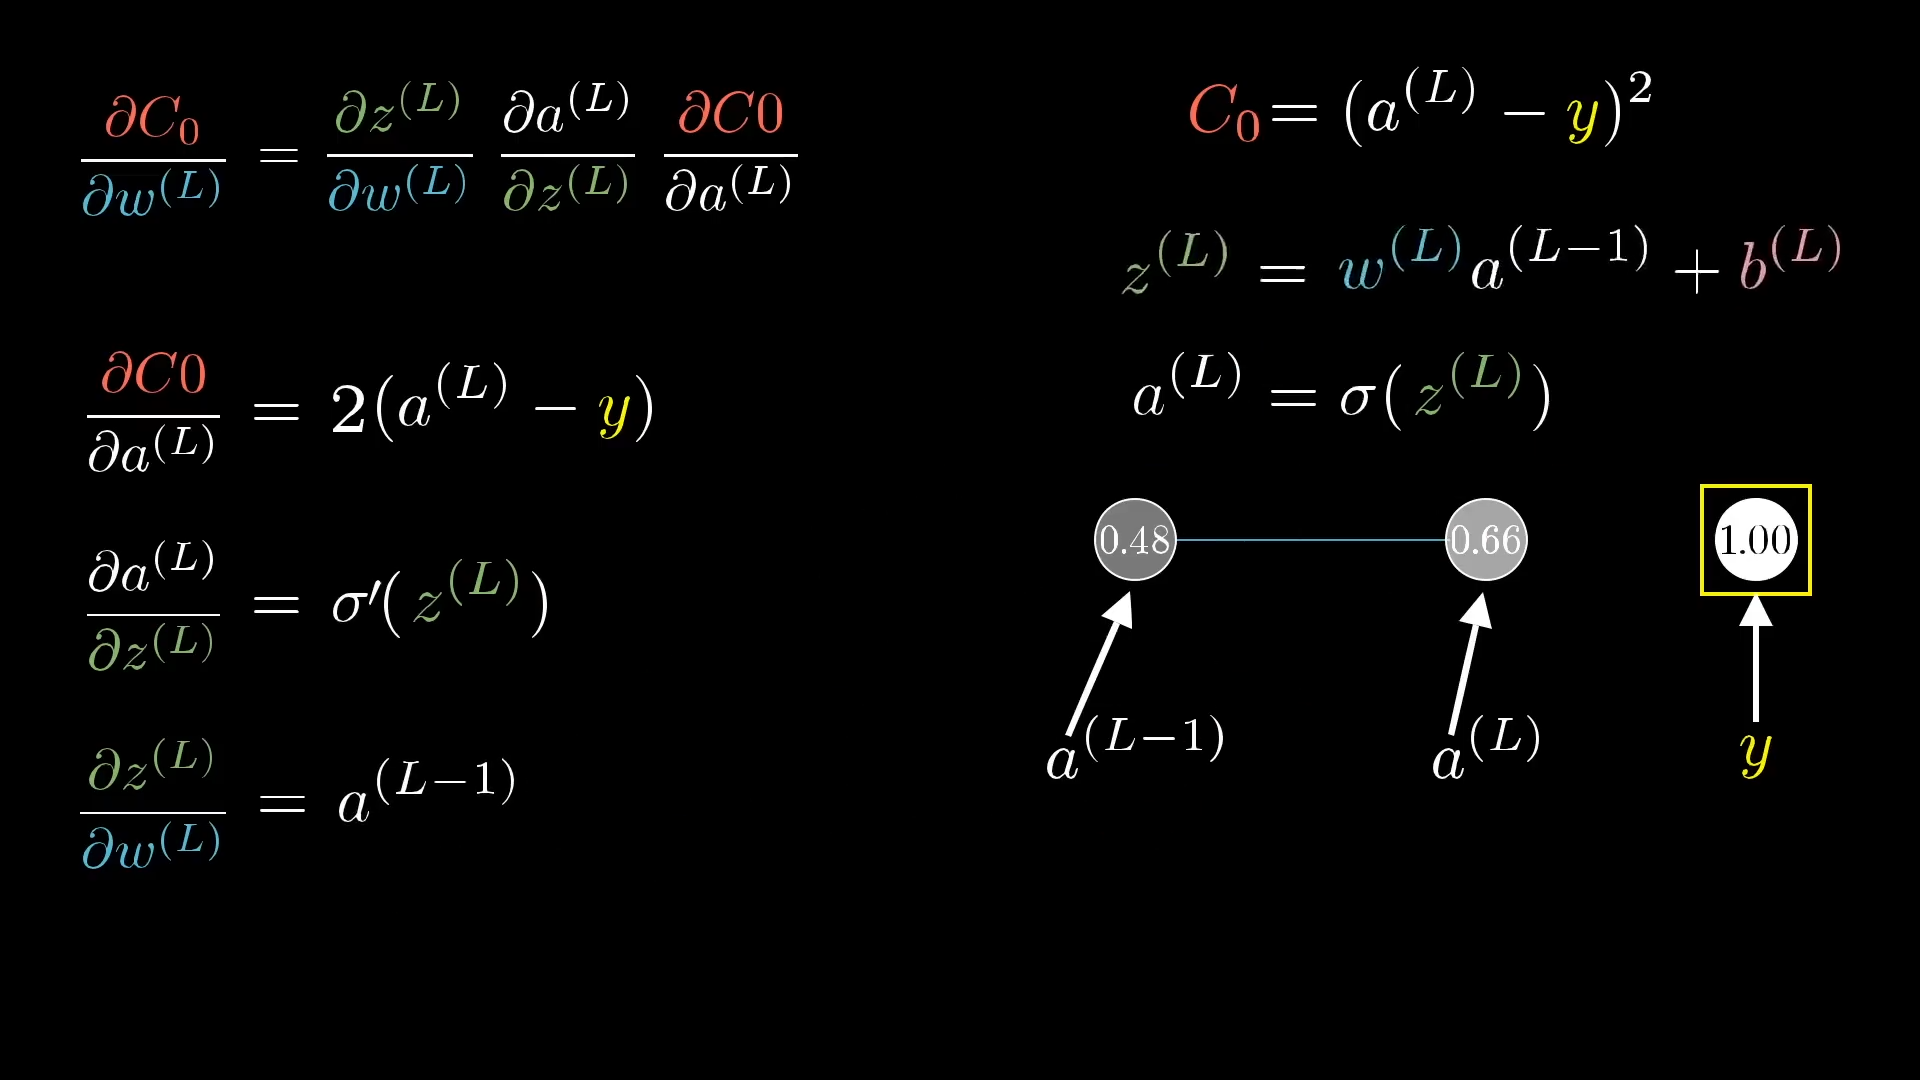 ∂C₀/∂w^(L) = ∂z^(L)/∂w^(L) ∂a^(L)/∂z^(L) ∂C0/∂a^(L)
∂C0/∂a^(L) = 2(a^(L) − y)
∂a^(L)/∂z^(L) = σ′(z^(L))
∂z^(L)/∂w^(L) = a^(L−1)
C₀ = (a^(L) − y)²
z^(L) = w^(L)a^(L−1) + b^(L)
a^(L) = σ(z^(L))
0.48 0.66 1.00
a^(L−1) a^(L) y